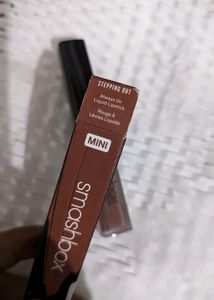 STEPPING OUT
Always On
Liquid Lipstick
Rouge À
Lèvres Liquide
MINI
smashbox